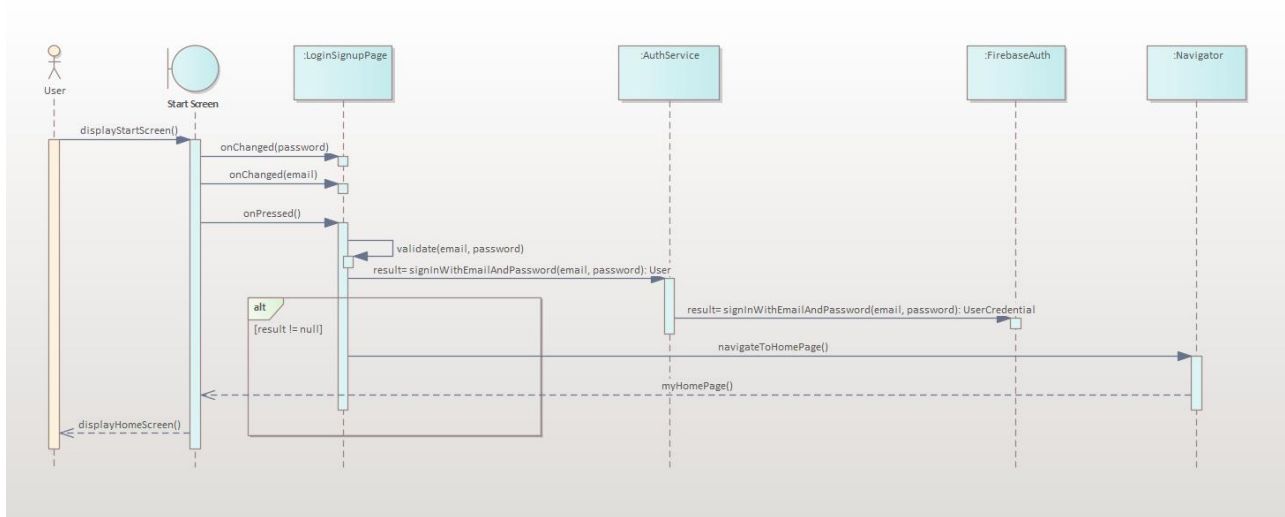 :LoginSignupPage
:AuthService
:FirebaseAuth
:Navigator
User
Start Screen
displayStartScreen()
onChanged(password)
onChanged(email)
onPressed()
validate(email, password)
result= signInWithEmailAndPassword(email, password): User
alt
[result != null]
result= signInWithEmailAndPassword(email, password): UserCredential
navigateToHomePage()
myHomePage()
displayHomeScreen()